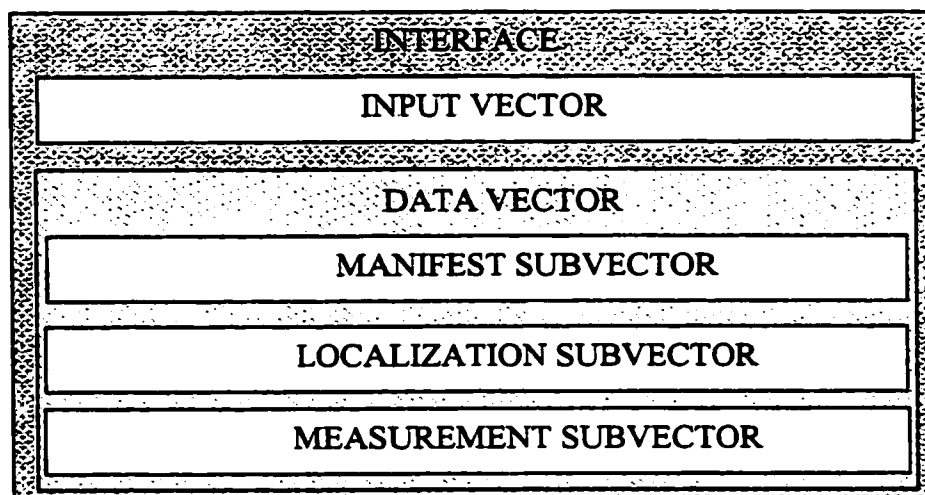 INTERFACE
INPUT VECTOR
DATA VECTOR
MANIFEST SUBVECTOR
LOCALIZATION SUBVECTOR
MEASUREMENT SUBVECTOR